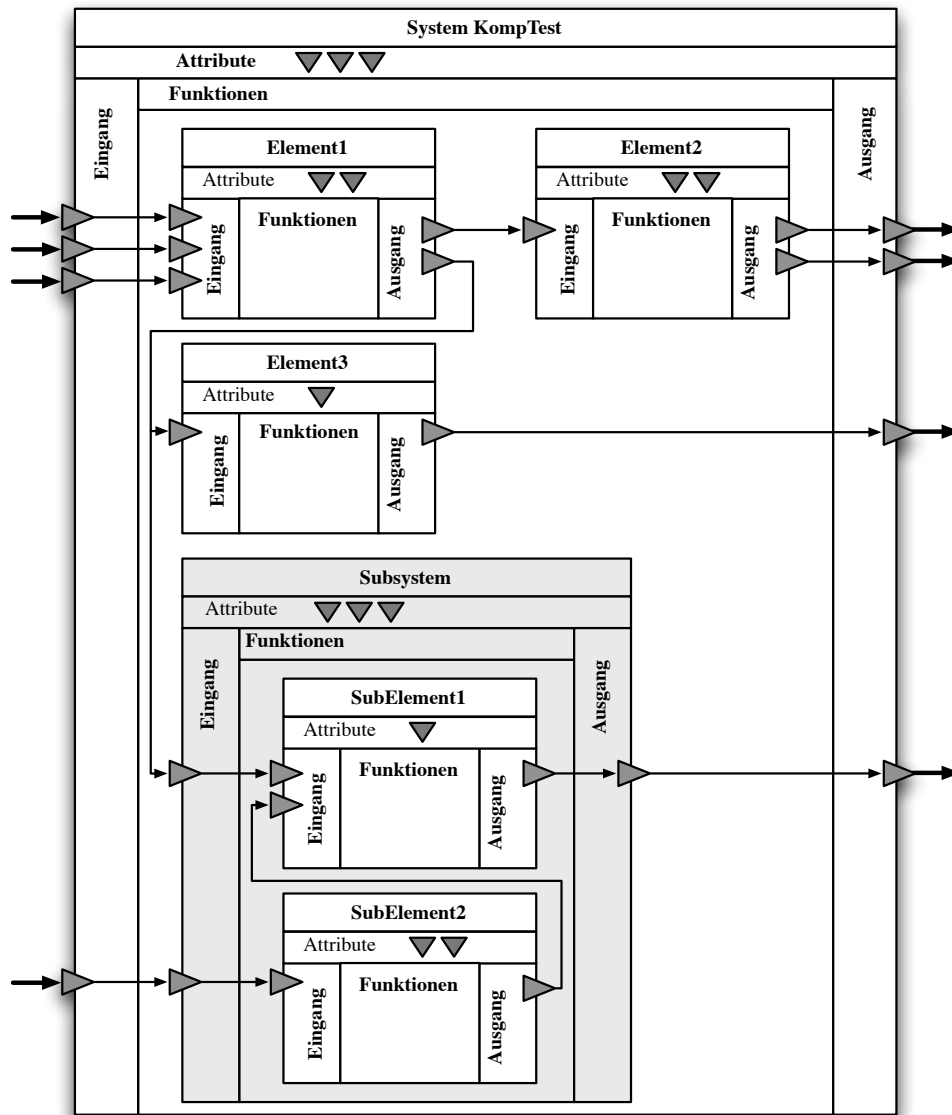 System KompTest
Attribute
Eingang
Funktionen
Ausgang
Element1
Attribute
Eingang
Funktionen
Ausgang
Element2
Attribute
Eingang
Funktionen
Ausgang
Element3
Attribute
Eingang
Funktionen
Ausgang
Subsystem
Attribute
Eingang
Funktionen
Ausgang
SubElement1
Attribute
Eingang
Funktionen
Ausgang
SubElement2
Attribute
Eingang
Funktionen
Ausgang